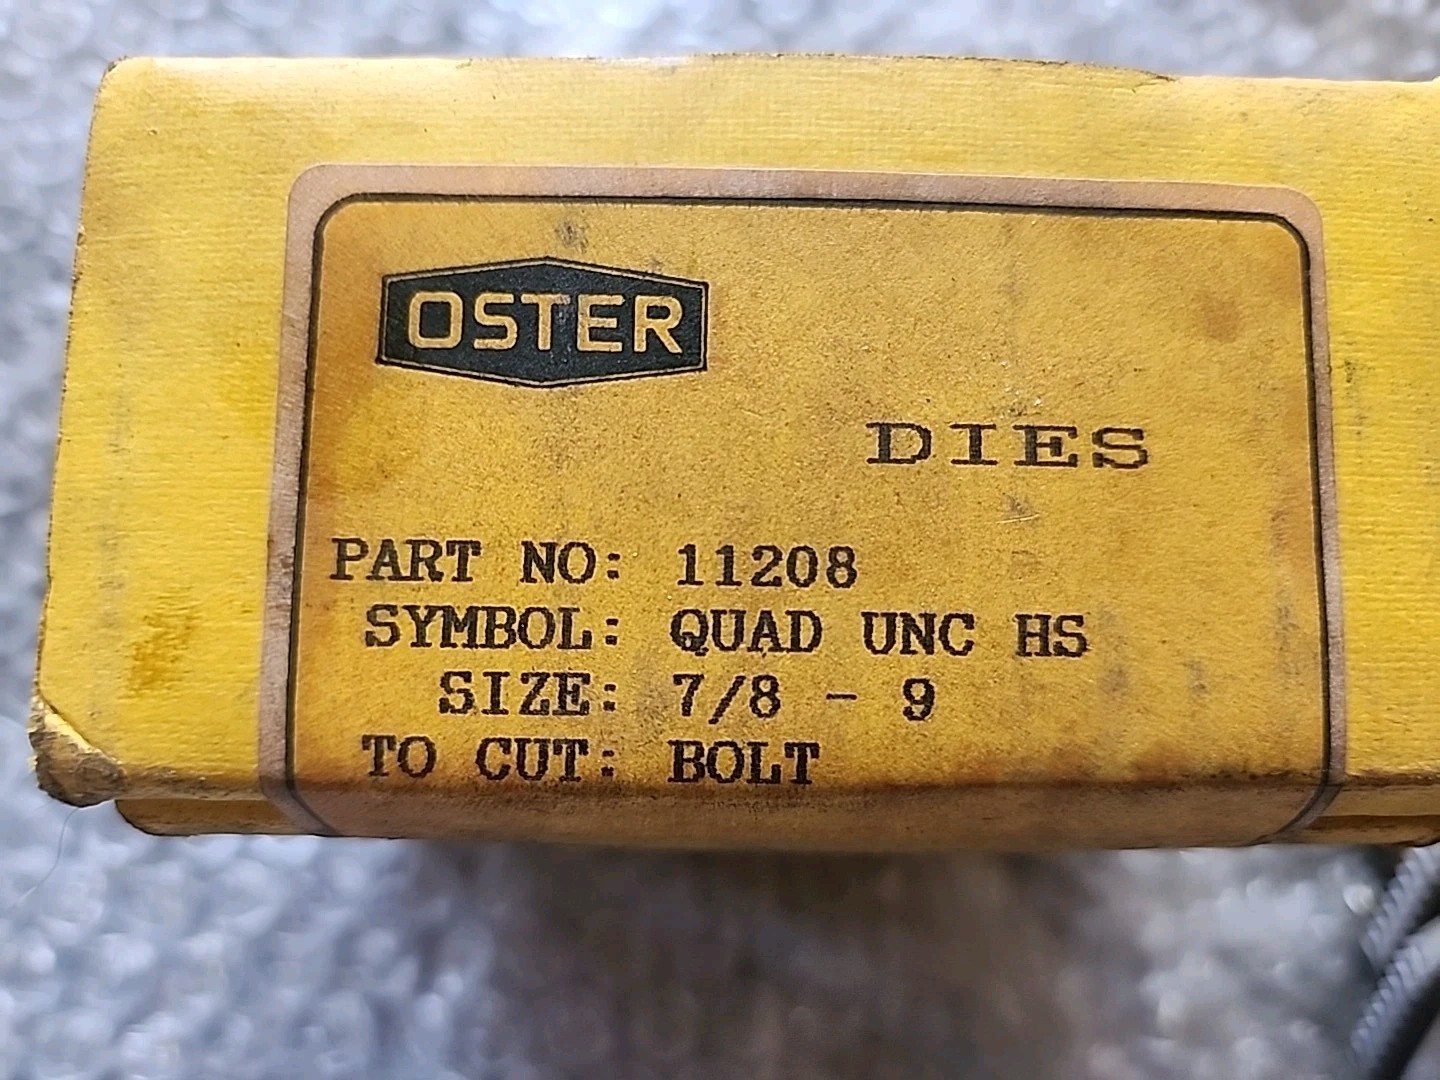 OSTER
DIES
PART NO: 11208
SYMBOL: QUAD UNC HS
SIZE: 7/8 - 9
TO CUT: BOLT